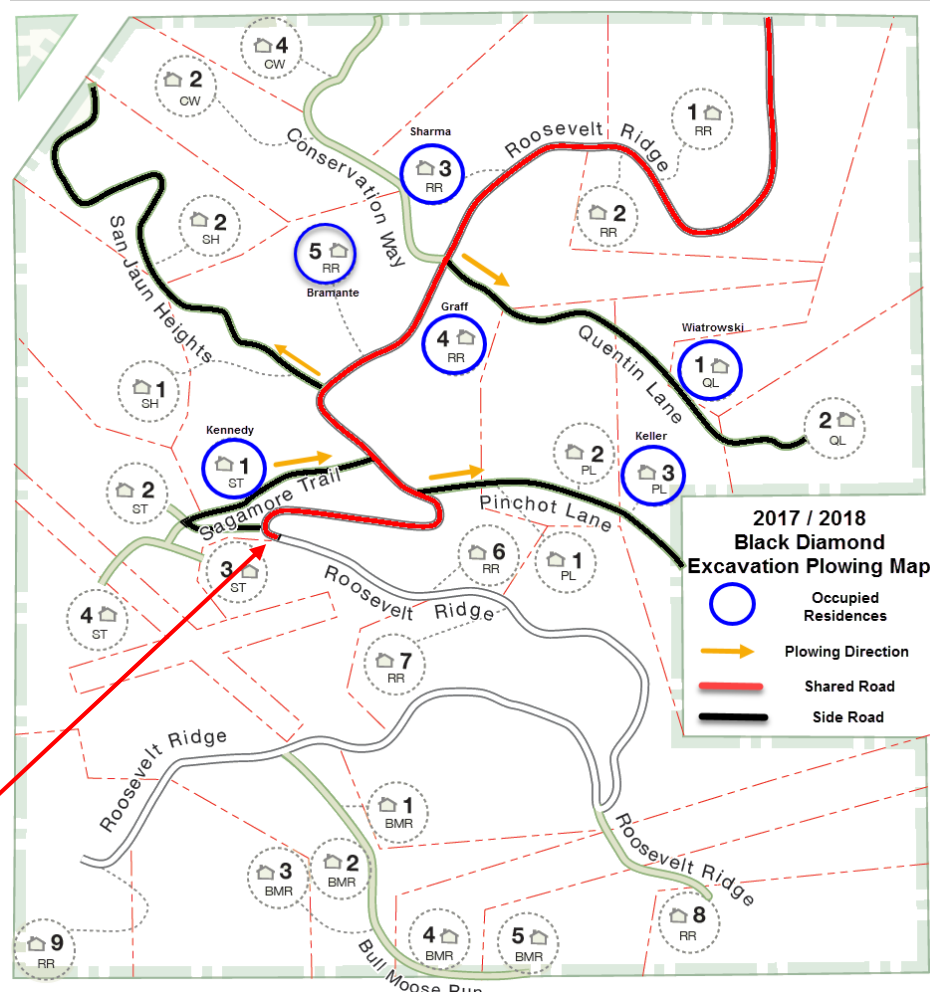 4
CW
2
CW
Conservation Way
Sharma
3
RR
Roosevelt Ridge
1
RR
2
RR
2
SH
San Jaun Heights
5
RR
Bramante
Graff
4
RR
Quentin Lane
Wiatrowski
1
QL
2
QL
1
SH
Kennedy
1
ST
2
ST
Sagamore Trail
3
ST
4
ST
2
PL
Keller
3
PL
Pinchot Lane
1
PL
6
RR
Roosevelt Ridge
7
RR
2017 / 2018
Black Diamond
Excavation Plowing Map
Occupied
Residences
Plowing Direction
Shared Road
Side Road
Roosevelt Ridge
1
BMR
2
BMR
3
BMR
4
BMR
5
BMR
Bull Moose Run
Roosevelt Ridge
8
RR
9
RR